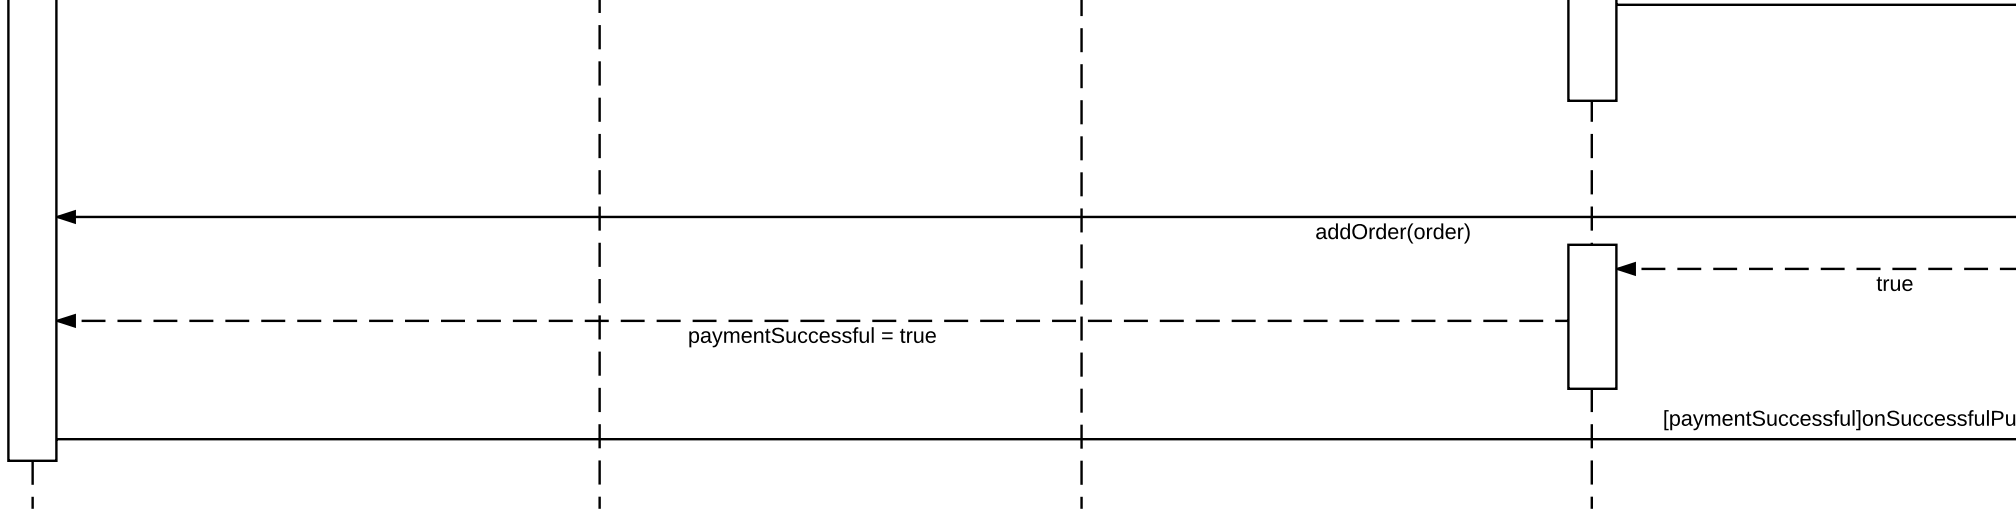 addOrder(order)
true
paymentSuccessful = true
[paymentSuccessful]onSuccessfulPu